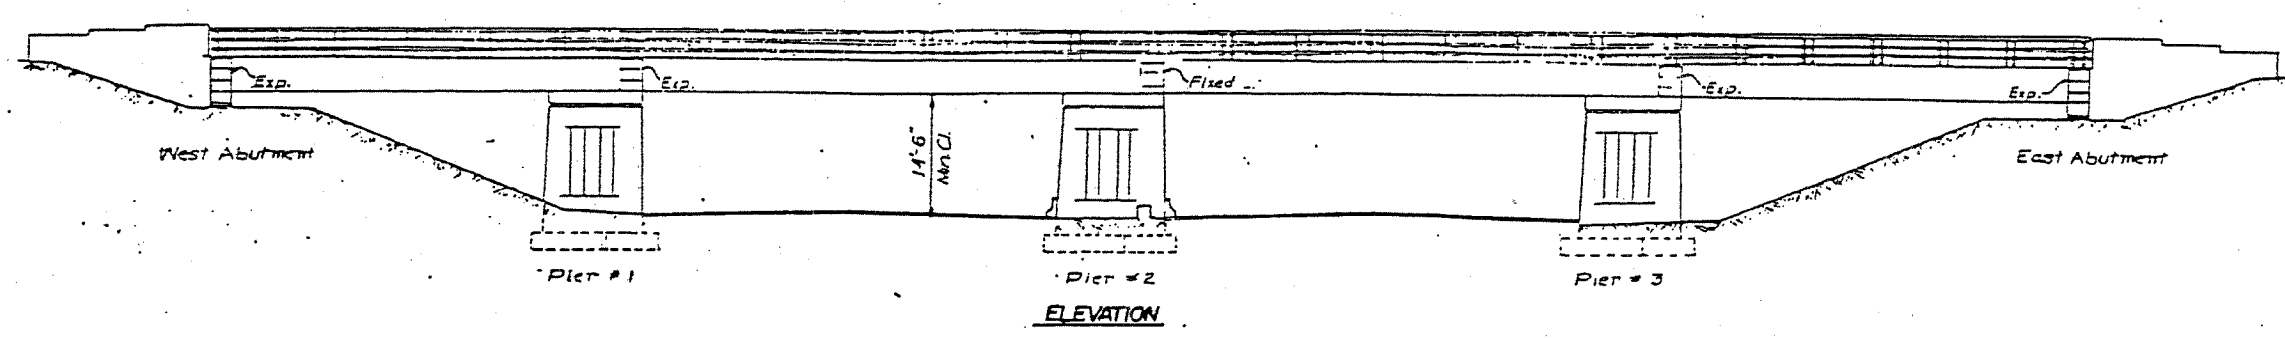 Exp.
Exp.
Fixed
Exp.
Exp.
14'-6"
Min. Cl.
West Abutment
East Abutment
Pier #1
Pier #2
Pier #3
ELEVATION